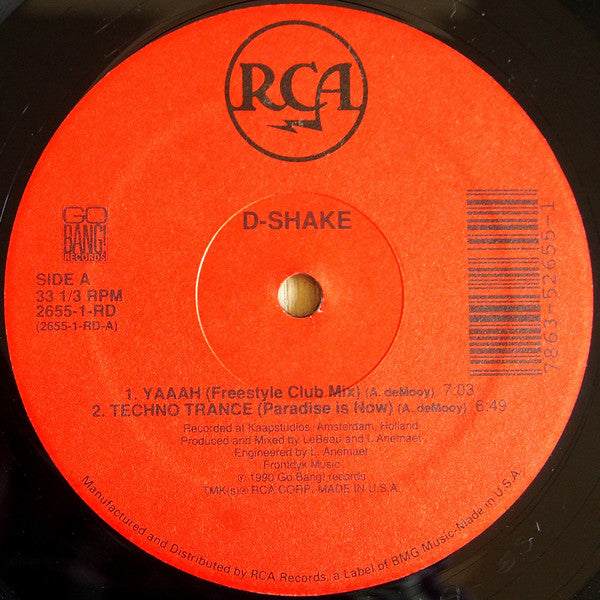 RCA
GO
BANG!
RECORDS
D-SHAKE
SIDE A
33 1/3 RPM
2655-1-RD
(2655-1-RD-A)
7863-52655-1
1. YAAAH (Freestyle Club Mix) (A. deMooy) 7:03
2. TECHNO TRANCE (Paradise is Now) (A. deMooy) 6:49
Recorded at Kaapstudios, Amsterdam, Holland
Produced and Mixed by LeBeau and L. Anemaet
Engineered by L. Anemaet
Frontdyk Music
℗ 1990 Go Bang! records
TMK(s)® RCA CORP. MADE IN U.S.A.
Manufactured and Distributed by RCA Records, a Label of BMG Music-Made in U.S.A.